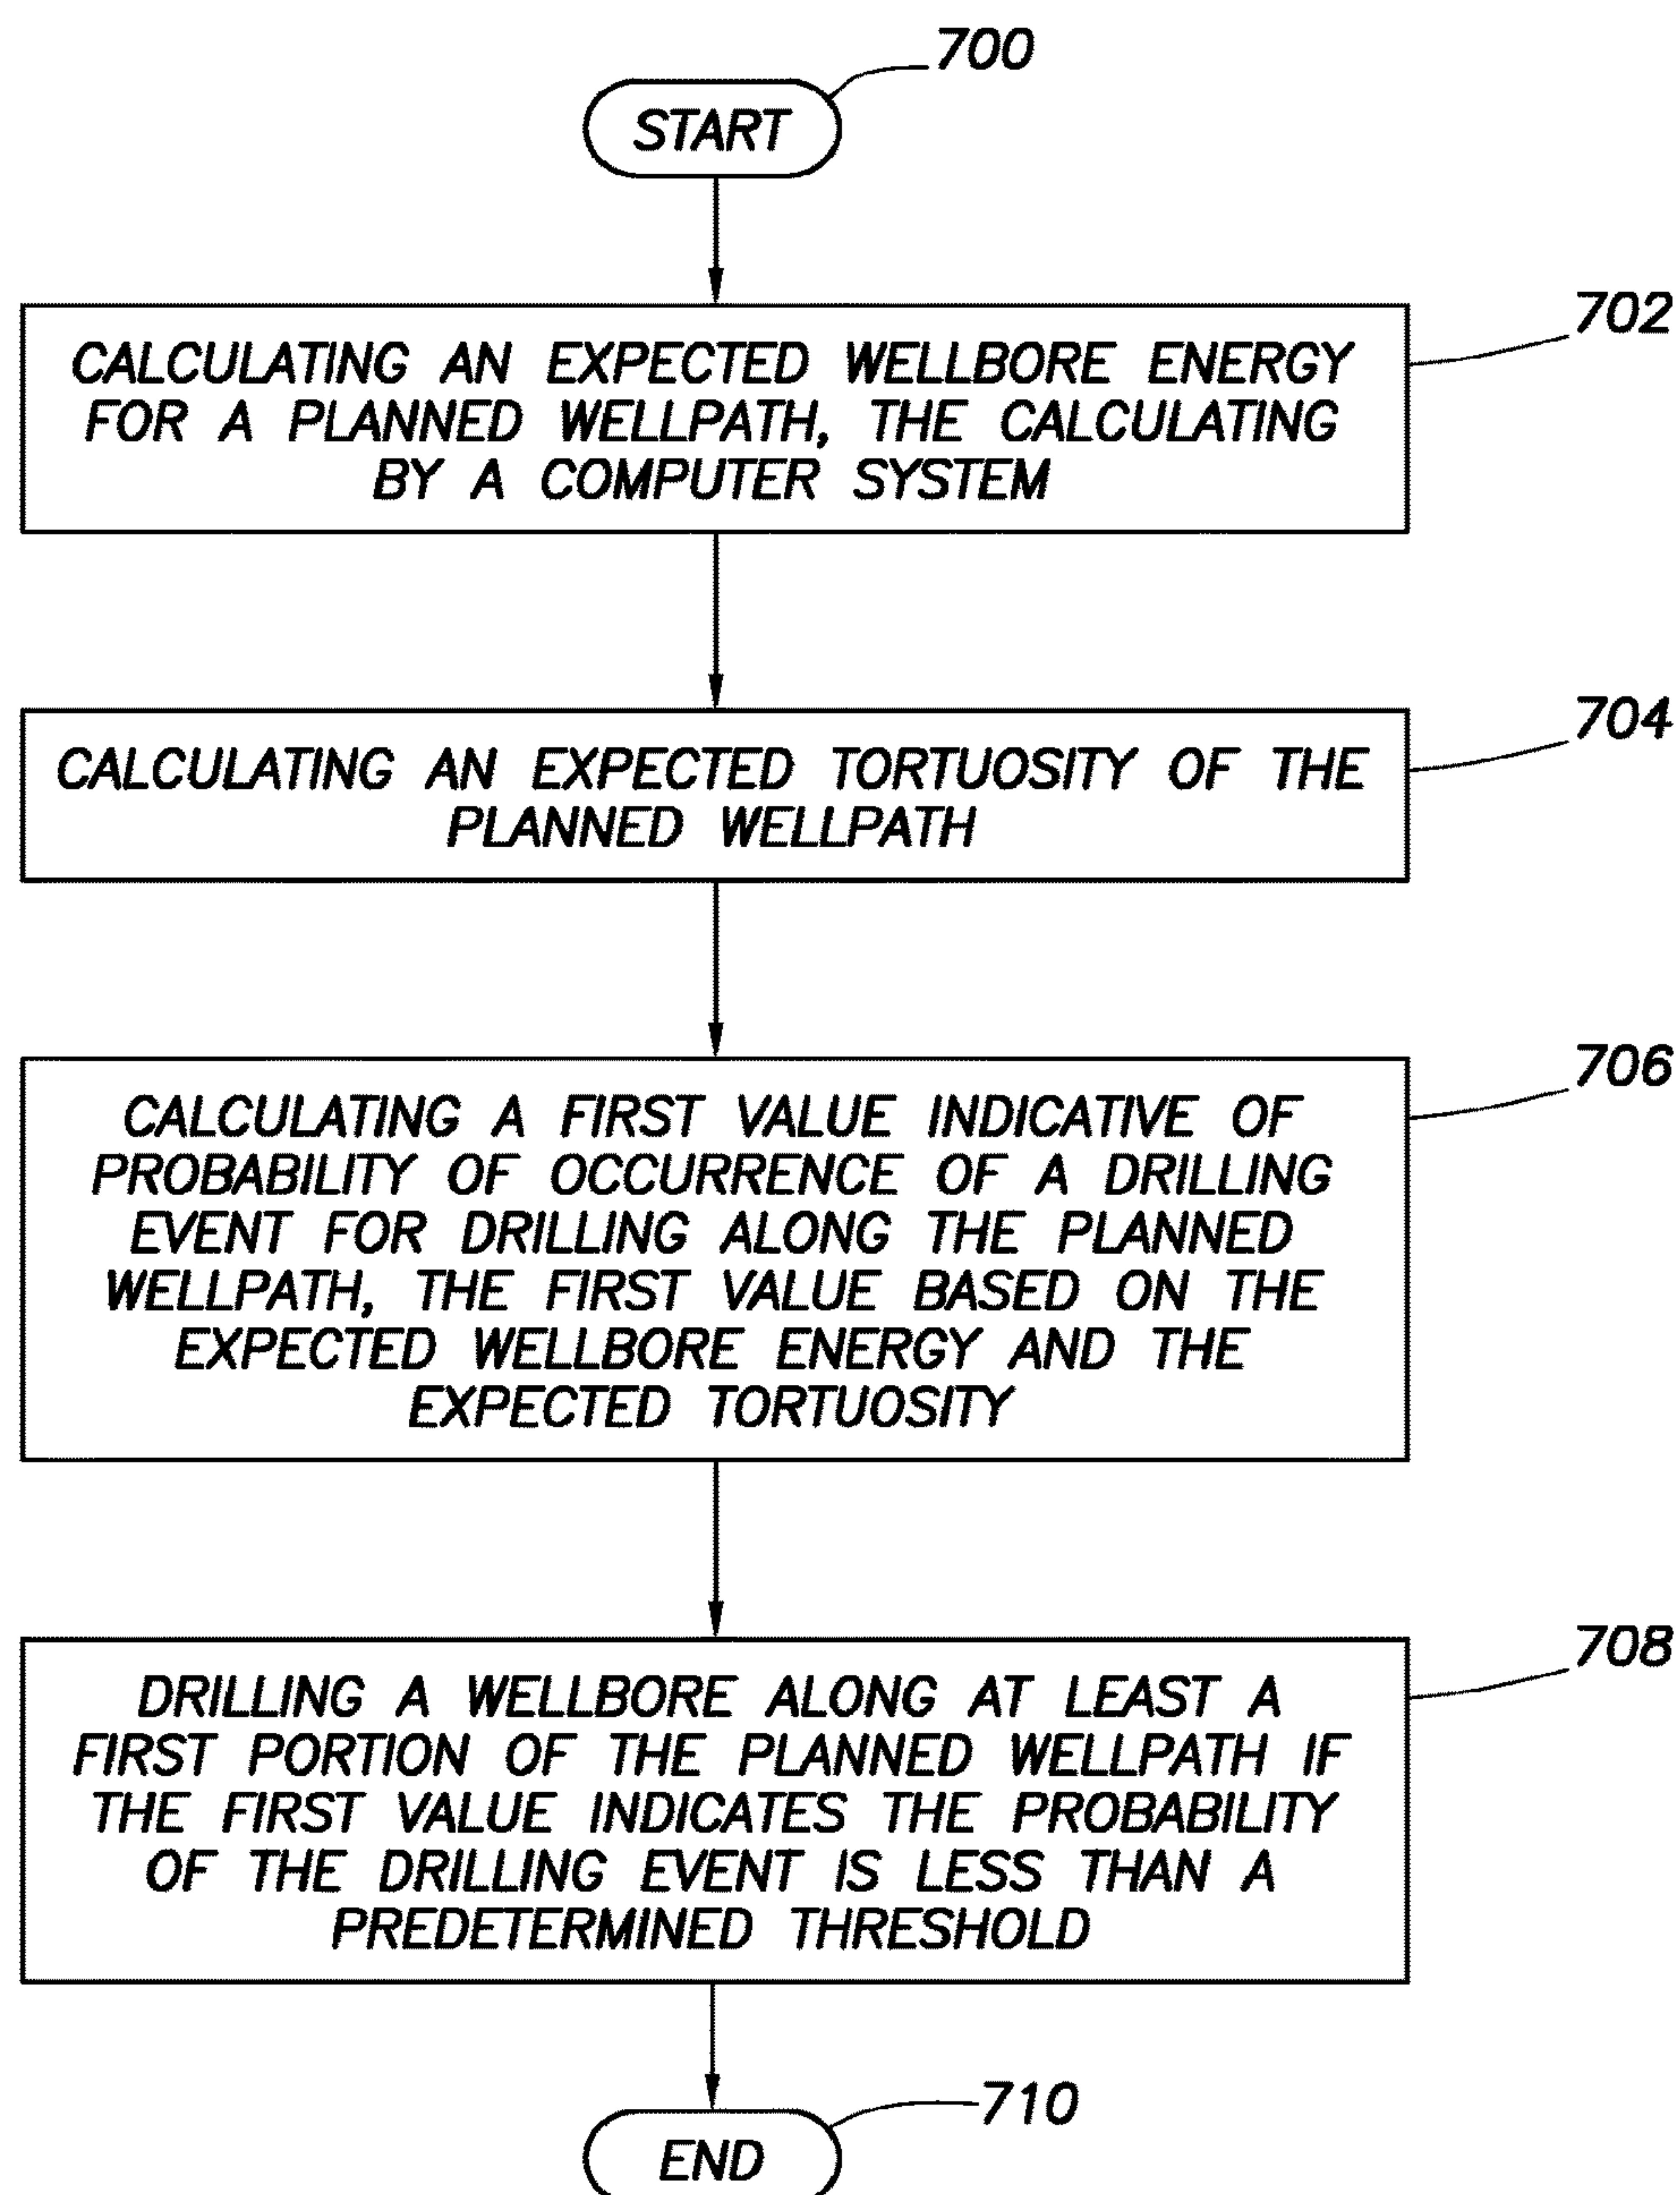 700
START
702
CALCULATING AN EXPECTED WELLBORE ENERGY
FOR A PLANNED WELLPATH, THE CALCULATING
BY A COMPUTER SYSTEM
704
CALCULATING AN EXPECTED TORTUOSITY OF THE
PLANNED WELLPATH
706
CALCULATING A FIRST VALUE INDICATIVE OF
PROBABILITY OF OCCURRENCE OF A DRILLING
EVENT FOR DRILLING ALONG THE PLANNED
WELLPATH, THE FIRST VALUE BASED ON THE
EXPECTED WELLBORE ENERGY AND THE
EXPECTED TORTUOSITY
708
DRILLING A WELLBORE ALONG AT LEAST A
FIRST PORTION OF THE PLANNED WELLPATH IF
THE FIRST VALUE INDICATES THE PROBABILITY
OF THE DRILLING EVENT IS LESS THAN A
PREDETERMINED THRESHOLD
710
END